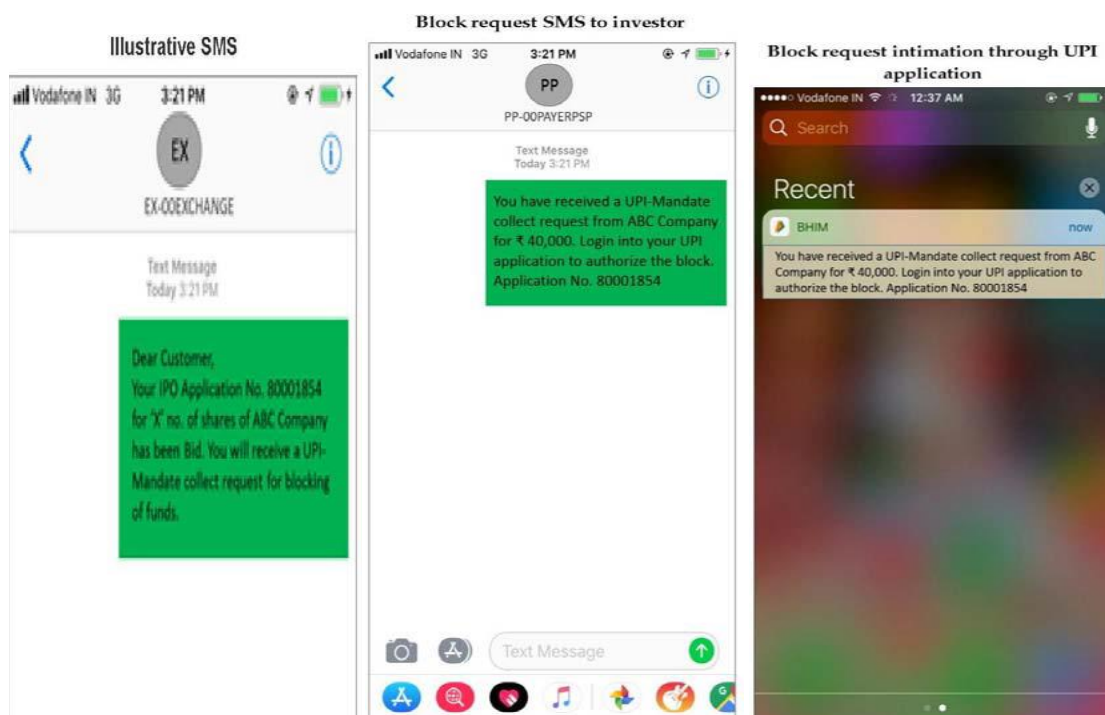 Illustrative SMS
Vodafone IN 3G 3:21 PM
EX
EX-00EXCHANGE
Text Message
Today 3:21 PM
Dear Customer,
Your IPO Application No. 80001854
for 'X' no. of shares of ABC Company
has been Bid. You will receive a UPI-
Mandate collect request for blocking
of funds.
Block request SMS to investor
Vodafone IN 3G 3:21 PM
PP
PP-00PAYERPSP
Text Message
Today 3:21 PM
You have received a UPI-Mandate
collect request from ABC Company
for ₹ 40,000. Login into your UPI
application to authorize the block.
Application No. 80001854
Text Message
G
Block request intimation through UPI
application
Vodafone IN 12:37 AM
Search
Recent
BHIM now
You have received a UPI-Mandate collect request from ABC
Company for ₹ 40,000. Login into your UPI application to
authorize the block. Application No. 80001854